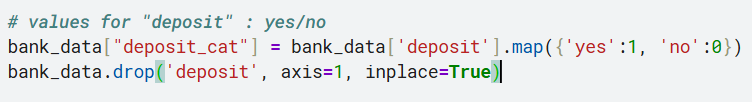 # values for "deposit" : yes/no
bank_data["deposit_cat"] = bank_data['deposit'].map({'yes':1, 'no':0})
bank_data.drop('deposit', axis=1, inplace=True)